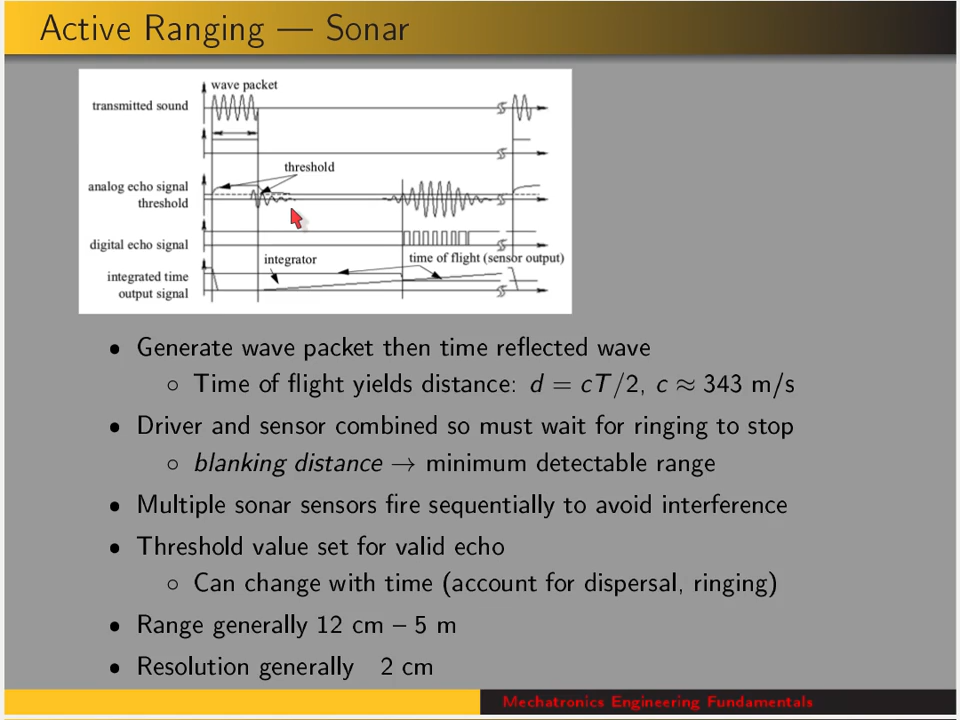 Active Ranging — Sonar
wave packet
transmitted sound
threshold
analog echo signal
threshold
digital echo signal
integrator
time of flight (sensor output)
integrated time
output signal
• Generate wave packet then time reflected wave
◦ Time of flight yields distance: d = cT/2, c ≈ 343 m/s
• Driver and sensor combined so must wait for ringing to stop
◦ blanking distance → minimum detectable range
• Multiple sonar sensors fire sequentially to avoid interference
• Threshold value set for valid echo
◦ Can change with time (account for dispersal, ringing)
• Range generally 12 cm – 5 m
• Resolution generally 2 cm
Mechatronics Engineering Fundamentals